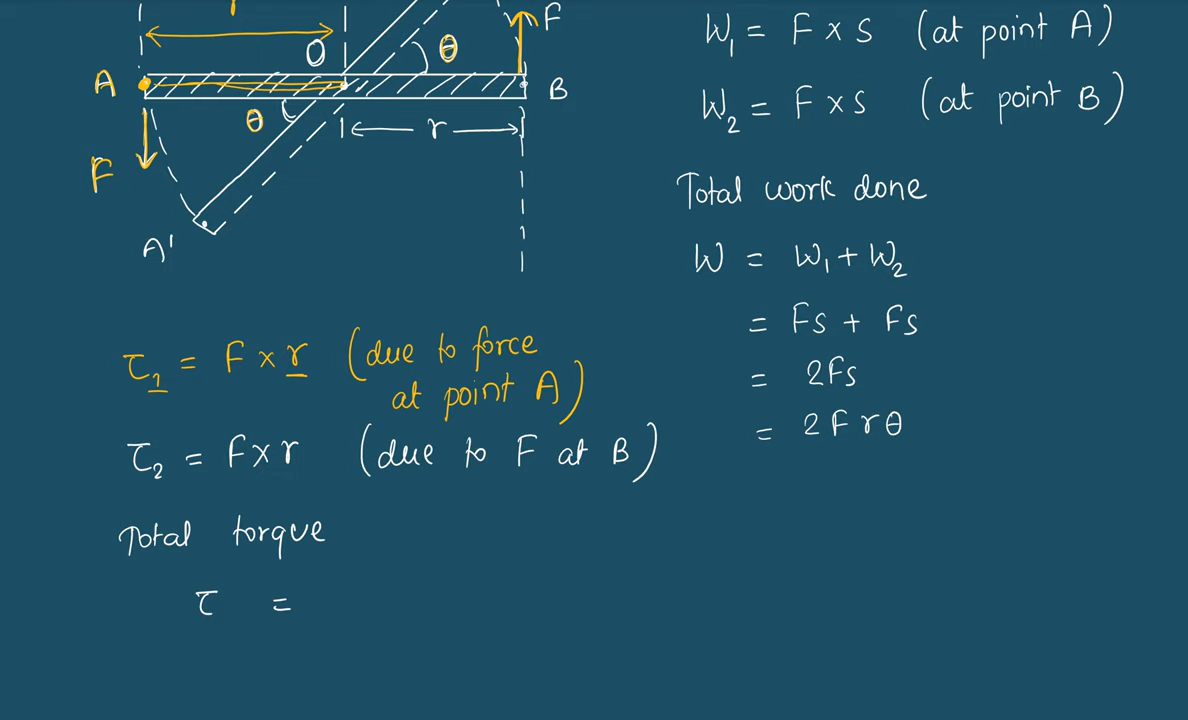 O
θ
F
A
B
θ
r
F
A'
τ₁ = F × r (due to force
at point A)
τ₂ = F × r (due to F at B)
Total torque
τ =
W₁ = F × s (at point A)
W₂ = F × s (at point B)
Total work done
W = W₁ + W₂
= Fs + Fs
= 2Fs
= 2 F r θ